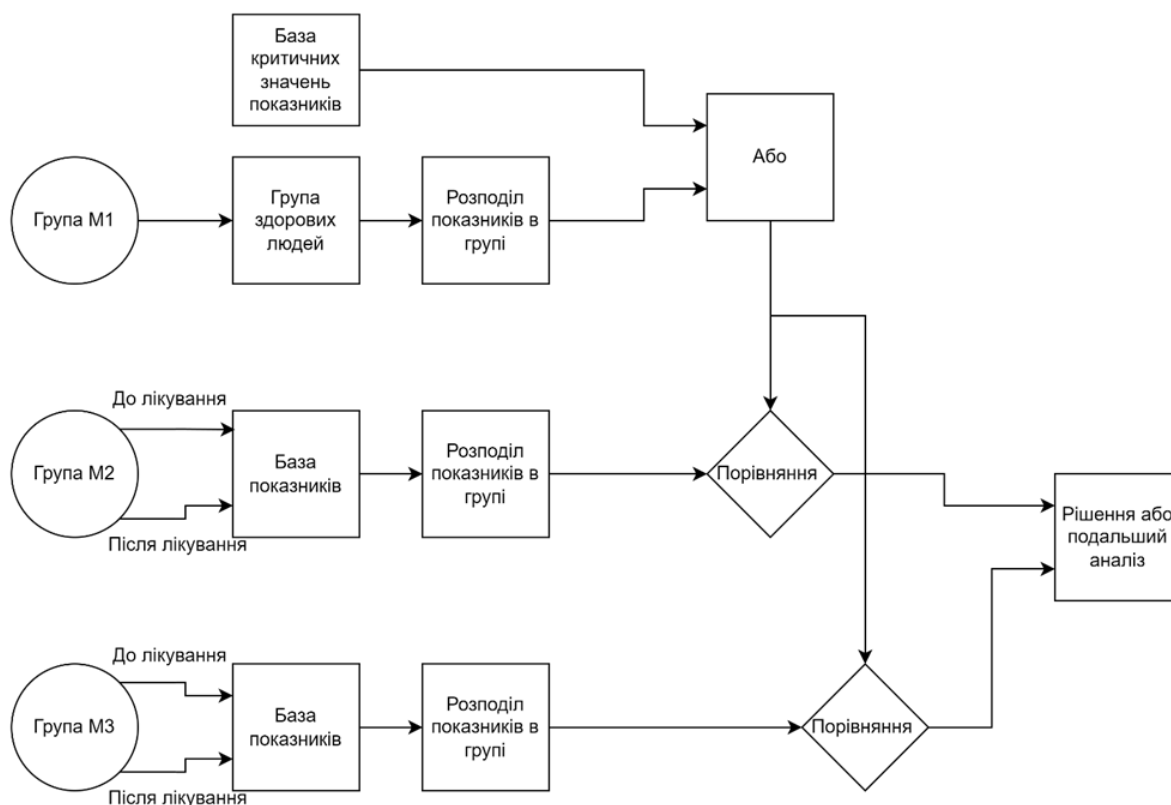 База
критичних
значень
показників
Або
Група М1
Група
здорових
людей
Розподіл
показників в
групі
До лікування
Група М2
Після лікування
База
показників
Розподіл
показників в
групі
Порівняння
Рішення або
подальший
аналіз
До лікування
Група М3
Після лікування
База
показників
Розподіл
показників в
групі
Порівняння